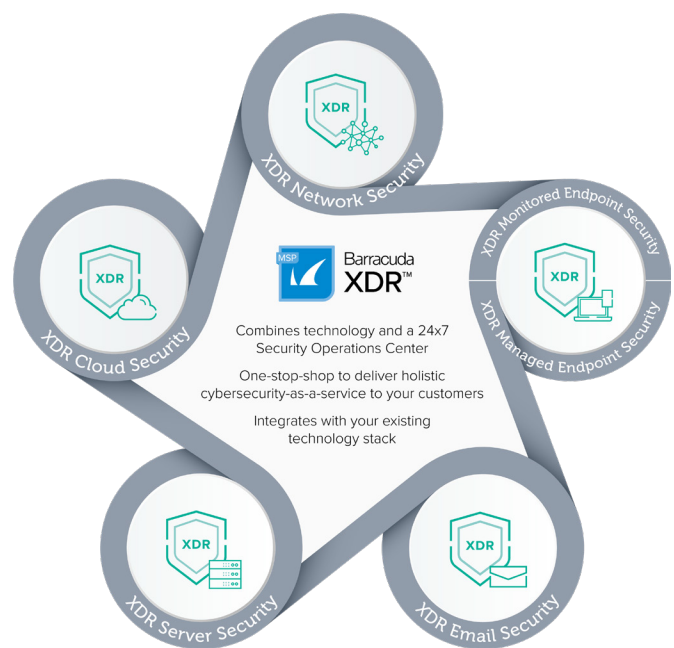 XDR
XDR Network Security
XDR Monitored Endpoint Security
XDR
XDR Managed Endpoint Security
XDR
XDR Cloud Security
MSP
Barracuda
XDR™
Combines technology and a 24x7
Security Operations Center
One-stop-shop to deliver holistic
cybersecurity-as-a-service to your customers
Integrates with your existing
technology stack
XDR
XDR Server Security
XDR
XDR Email Security